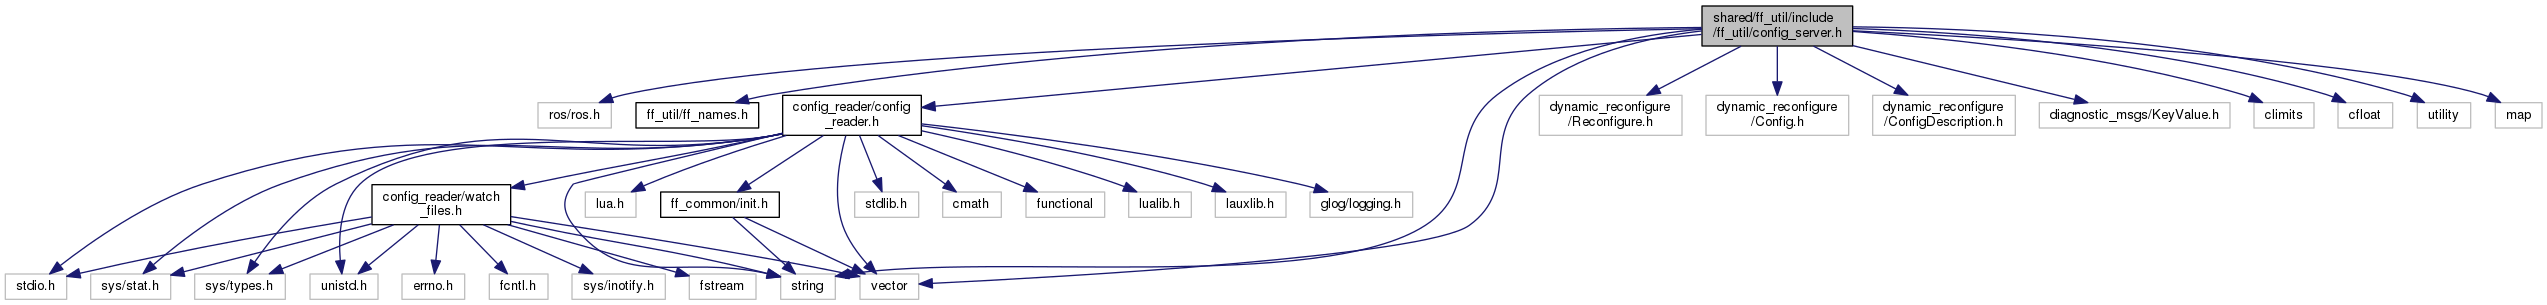 shared/ff_util/include
/ff_util/config_server.h
ros/ros.h
ff_util/ff_names.h
config_reader/config
_reader.h
dynamic_reconfigure
/Reconfigure.h
dynamic_reconfigure
/Config.h
dynamic_reconfigure
/ConfigDescription.h
diagnostic_msgs/KeyValue.h
climits
cfloat
utility
map
config_reader/watch
_files.h
lua.h
ff_common/init.h
stdlib.h
cmath
functional
lualib.h
lauxlib.h
glog/logging.h
stdio.h
sys/stat.h
sys/types.h
unistd.h
errno.h
fcntl.h
sys/inotify.h
fstream
string
vector